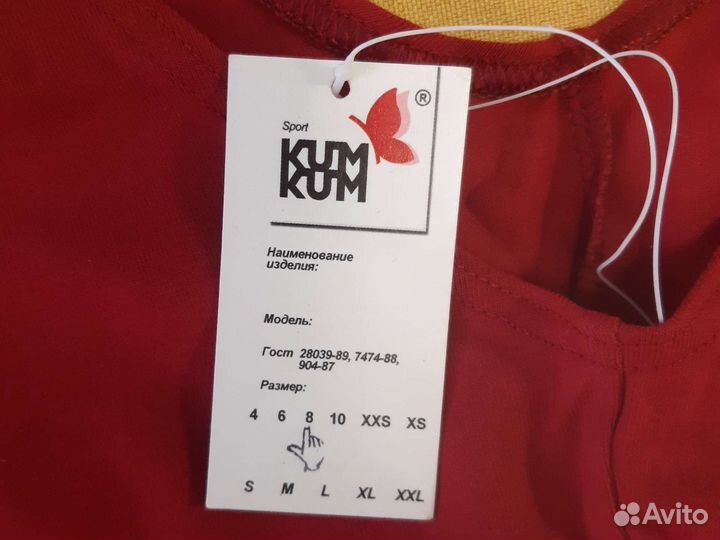 Sport
KUM
KUM
®
Наименование
изделия:
Модель:
Гост 28039-89, 7474-88,
904-87
Размер:
4 6 8 10 XXS XS
S M L XL XXL
Avito